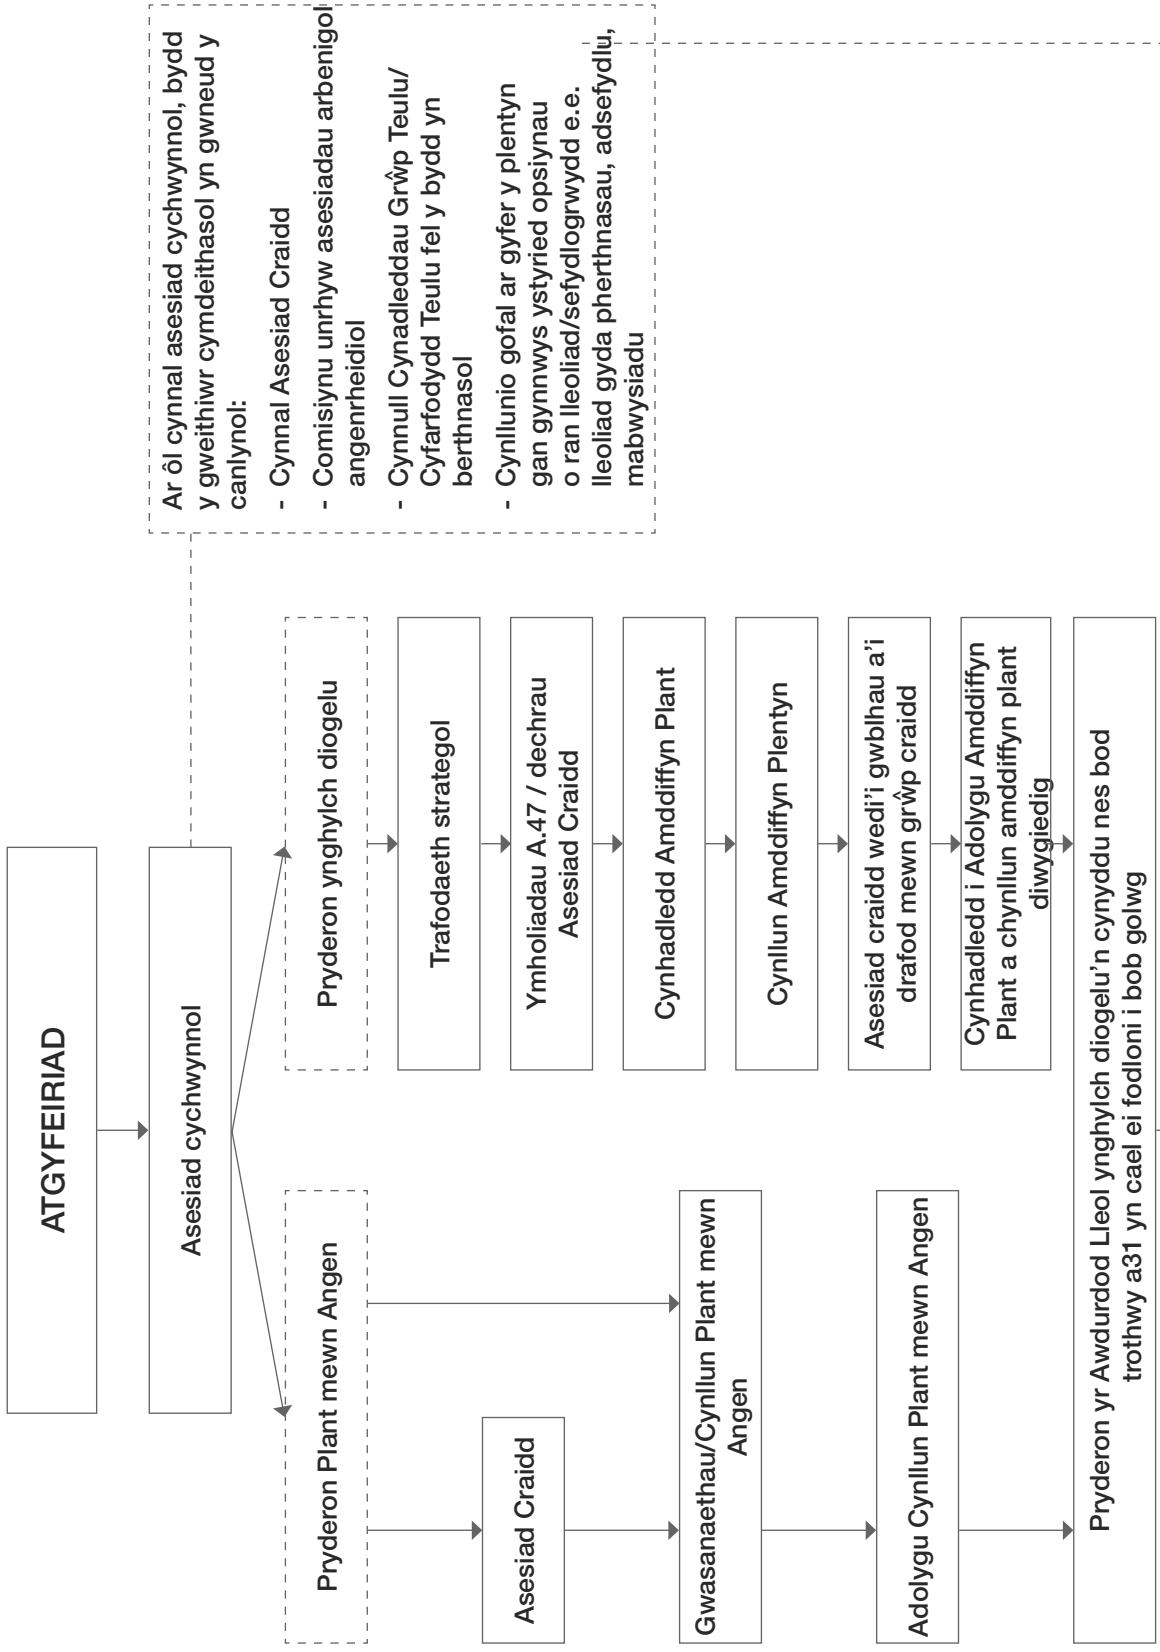 ATGYFEIRIAD
Asesiad cychwynnol
Ar ôl cynnal asesiad cychwynnol, bydd
y gweithiwr cymdeithasol yn gwneud y
canlynol:
- Cynnal Asesiad Craidd
- Comisiynu unrhyw asesiadau arbenigol
angenrheidiol
- Cynnull Cynadleddau Grŵp Teulu/
Cyfarfodydd Teulu fel y bydd yn
berthnasol
- Cynllunio gofal ar gyfer y plentyn
gan gynnwys ystyried opsiynau
o ran lleoliad/sefydlogrwydd e.e.
lleoliad gyda pherthnasau, adsefydlu,
mabwysiadu
Pryderon Plant mewn Angen
Asesiad Craidd
Gwasanaethau/Cynllun Plant mewn
Angen
Adolygu Cynllun Plant mewn Angen
Pryderon ynghylch diogelu
Trafodaeth strategol
Ymholiadau A.47 / dechrau
Asesiad Craidd
Cynhadledd Amddiffyn Plant
Cynllun Amddiffyn Plentyn
Asesiad craidd wedi'i gwblhau a'i
drafod mewn grŵp craidd
Cynhadledd i Adolygu Amddiffyn
Plant a chynllun amddiffyn plant
diwygiedig
Pryderon yr Awdurdod Lleol ynghylch diogelu'n cynyddu nes bod
trothwy a31 yn cael ei fodloni i bob golwg